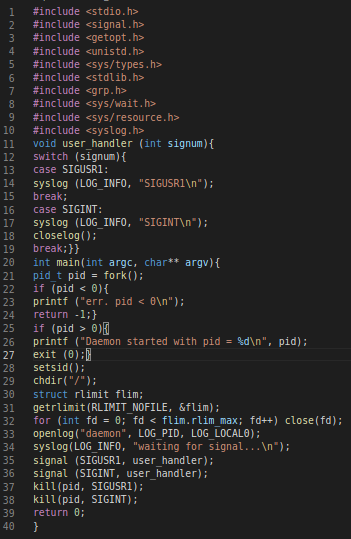 1 #include <stdio.h>
2 #include <signal.h>
3 #include <getopt.h>
4 #include <unistd.h>
5 #include <sys/types.h>
6 #include <stdlib.h>
7 #include <grp.h>
8 #include <sys/wait.h>
9 #include <sys/resource.h>
10 #include <syslog.h>
11 void user_handler (int signum){
12 switch (signum){
13 case SIGUSR1:
14 syslog (LOG_INFO, "SIGUSR1\n");
15 break;
16 case SIGINT:
17 syslog (LOG_INFO, "SIGINT\n");
18 closelog();
19 break;}}
20 int main(int argc, char** argv){
21 pid_t pid = fork();
22 if (pid < 0){
23 printf ("err. pid < 0\n");
24 return -1;}
25 if (pid > 0){
26 printf ("Daemon started with pid = %d\n", pid);
27 exit (0);}
28 setsid();
29 chdir("/");
30 struct rlimit flim;
31 getrlimit(RLIMIT_NOFILE, &flim);
32 for (int fd = 0; fd < flim.rlim_max; fd++) close(fd);
33 openlog("daemon", LOG_PID, LOG_LOCAL0);
34 syslog(LOG_INFO, "waiting for signal...\n");
35 signal (SIGUSR1, user_handler);
36 signal (SIGINT, user_handler);
37 kill(pid, SIGUSR1);
38 kill(pid, SIGINT);
39 return 0;
40 }